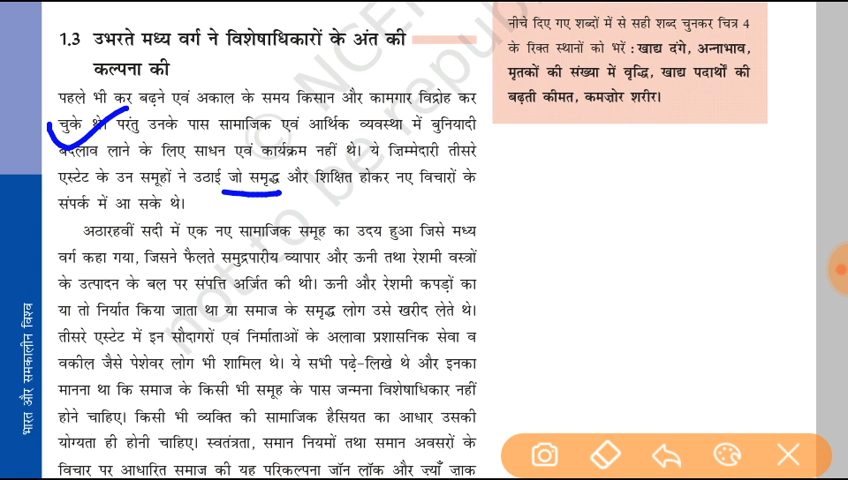 1.3 उभरते मध्य वर्ग ने विशेषाधिकारों के अंत की
कल्पना की
पहले भी कर बढ़ने एवं अकाल के समय किसान और कामगार विद्रोह कर
चुके थे। परंतु उनके पास सामाजिक एवं आर्थिक व्यवस्था में बुनियादी
बदलाव लाने के लिए साधन एवं कार्यक्रम नहीं थे। ये ज़िम्मेदारी तीसरे
एस्टेट के उन समूहों ने उठाई जो समृद्ध और शिक्षित होकर नए विचारों के
संपर्क में आ सके थे।
अठारहवीं सदी में एक नए सामाजिक समूह का उदय हुआ जिसे मध्य
वर्ग कहा गया, जिसने फैलते समुद्रपारीय व्यापार और ऊनी तथा रेशमी वस्त्रों
के उत्पादन के बल पर संपत्ति अर्जित की थी। ऊनी और रेशमी कपड़ों का
या तो निर्यात किया जाता था या समाज के समृद्ध लोग उसे खरीद लेते थे।
तीसरे एस्टेट में इन सौदागरों एवं निर्माताओं के अलावा प्रशासनिक सेवा व
वकील जैसे पेशेवर लोग भी शामिल थे। ये सभी पढ़े-लिखे थे और इनका
मानना था कि समाज के किसी भी समूह के पास जन्मना विशेषाधिकार नहीं
होने चाहिए। किसी भी व्यक्ति की सामाजिक हैसियत का आधार उसकी
योग्यता ही होनी चाहिए। स्वतंत्रता, समान नियमों तथा समान अवसरों के
विचार पर आधारित समाज की यह परिकल्पना जॉन लॉक और ज़्याँ ज़ाक
नीचे दिए गए शब्दों में से सही शब्द चुनकर चित्र 4
के रिक्त स्थानों को भरें : खाद्य दंगे, अन्नाभाव,
मृतकों की संख्या में वृद्धि, खाद्य पदार्थों की
बढ़ती कीमत, कमज़ोर शरीर।
भारत और समकालीन विश्व
© NCER
not to be republ